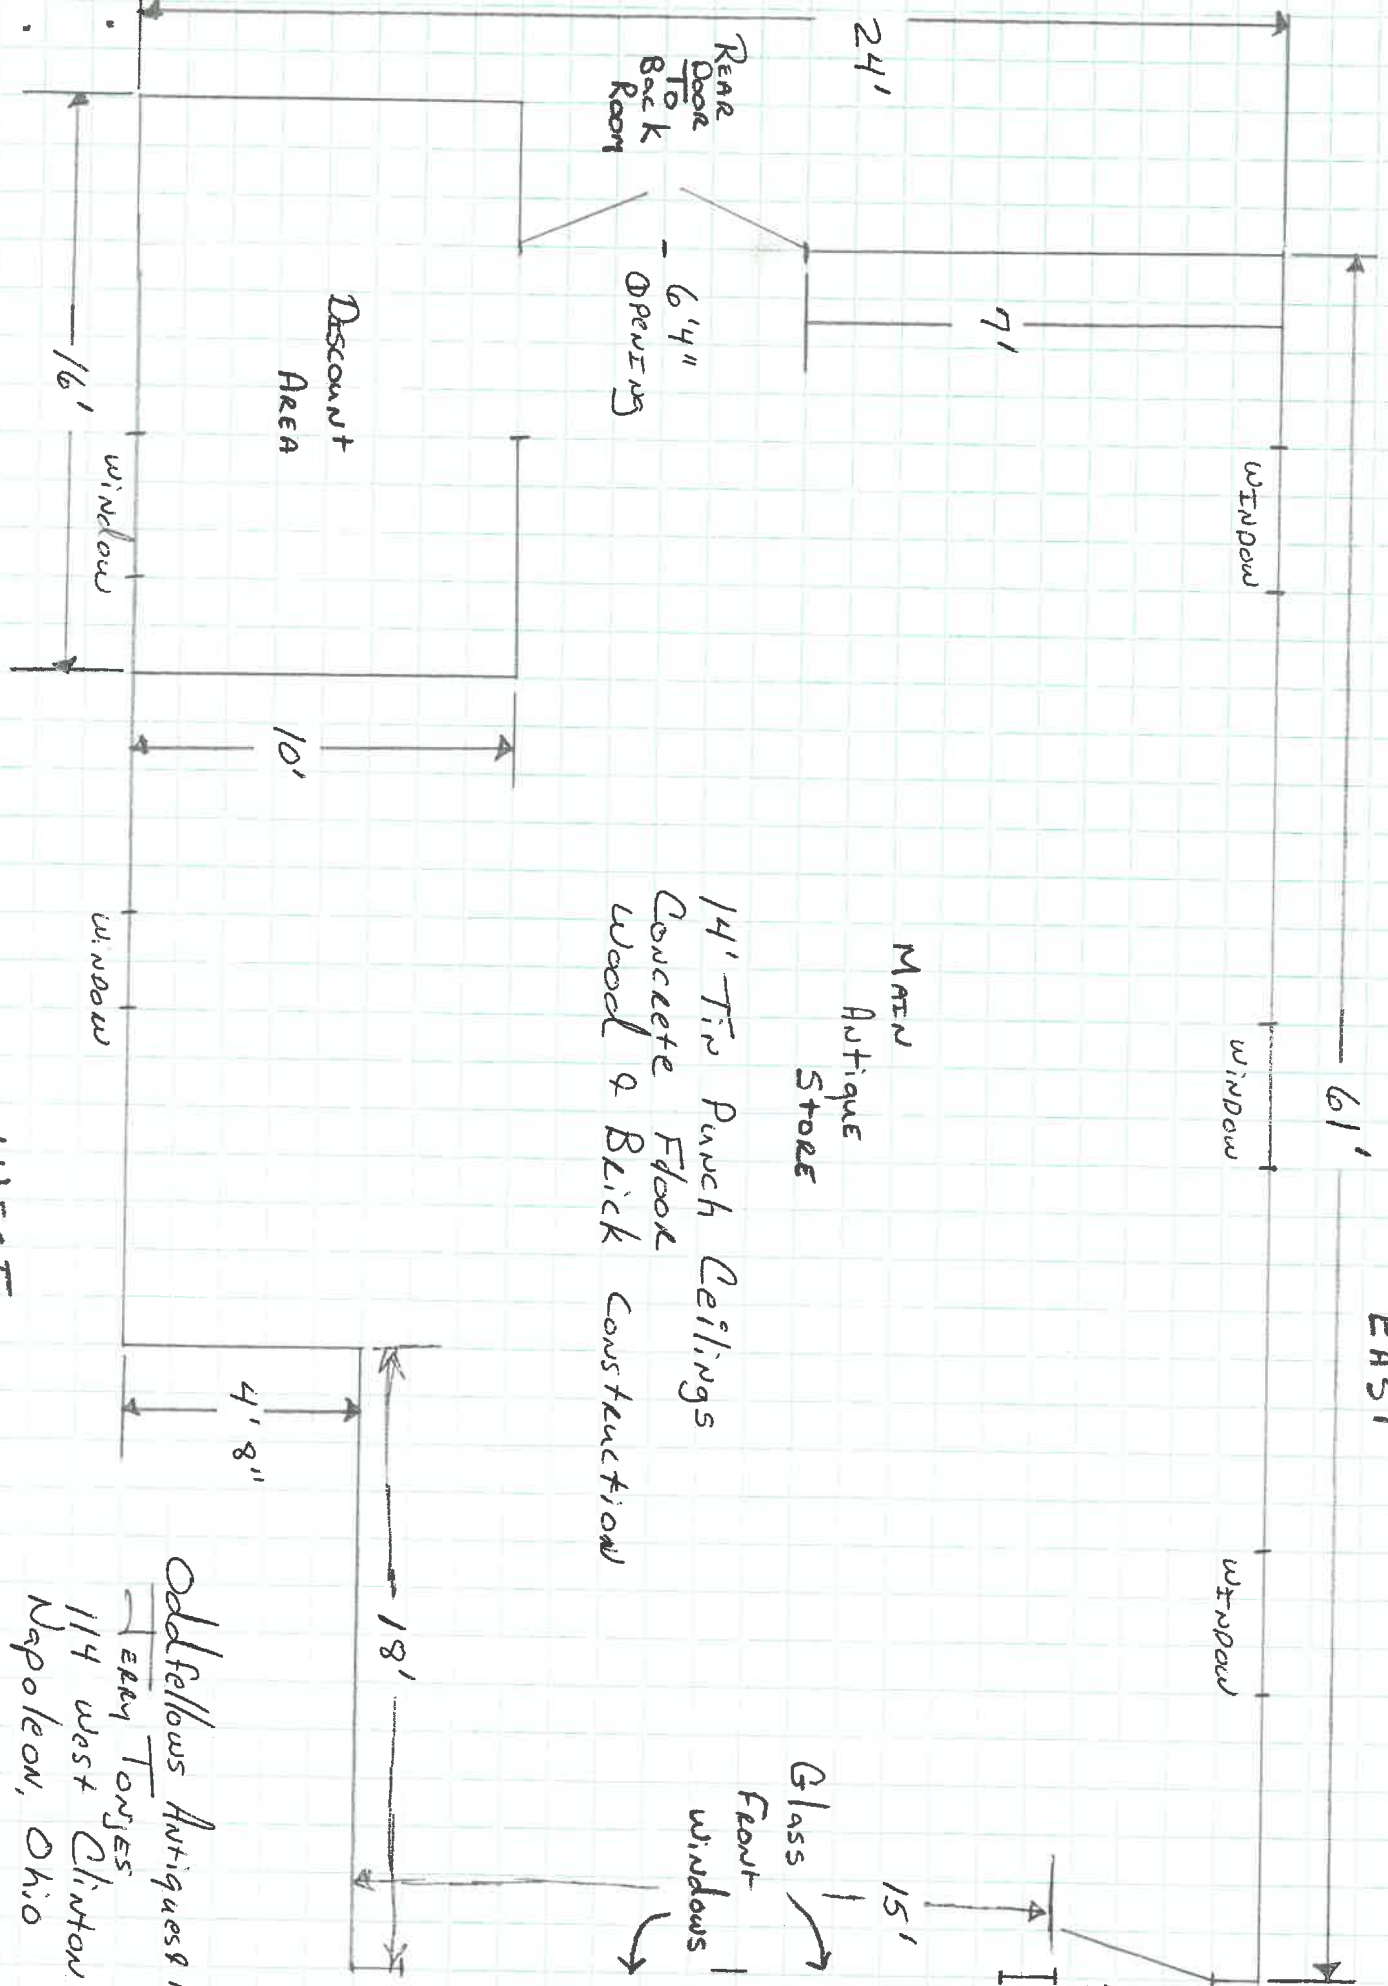 24'
REAR
DOOR
TO
BACK
ROOM
6'4"
OPENING
7'
WINDOW
61'
EAST
WINDOW
WINDOW
DISCOUNT
AREA
16'
WINDOW
10'
WINDOW
MAIN
ANTIQUE
STORE
14' TIN PUNCH CEILINGS
CONCRETE FLOOR
WOOD & BRICK CONSTRUCTION
4'8"
18'
GLASS
FRONT
WINDOWS
15'
Oddfellows Antiques &
JERRY TONJES
114 West Clinton
Napoleon, Ohio